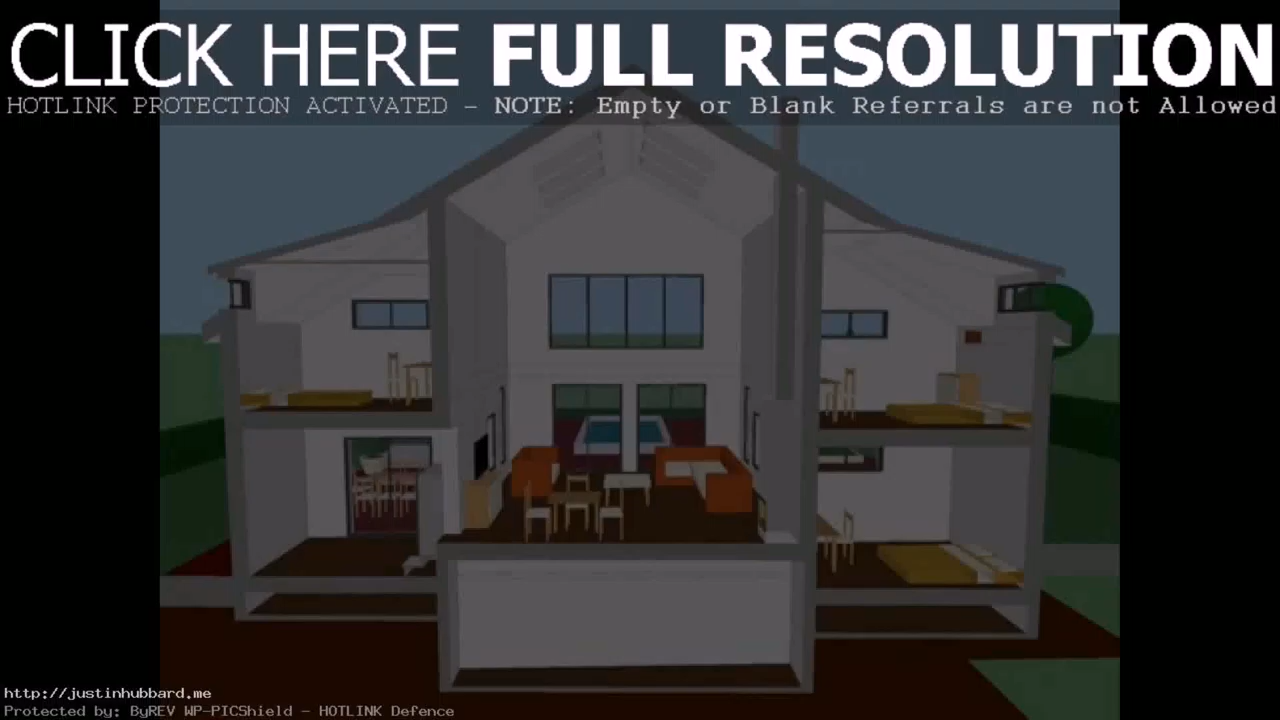 CLICK HERE FULL RESOLUTION
HOTLINK PROTECTION ACTIVATED – NOTE: Empty or Blank Referrals are not Allowed
http://justinhubbard.me
Protected by: ByREV WP-PICShield – HOTLINK Defence